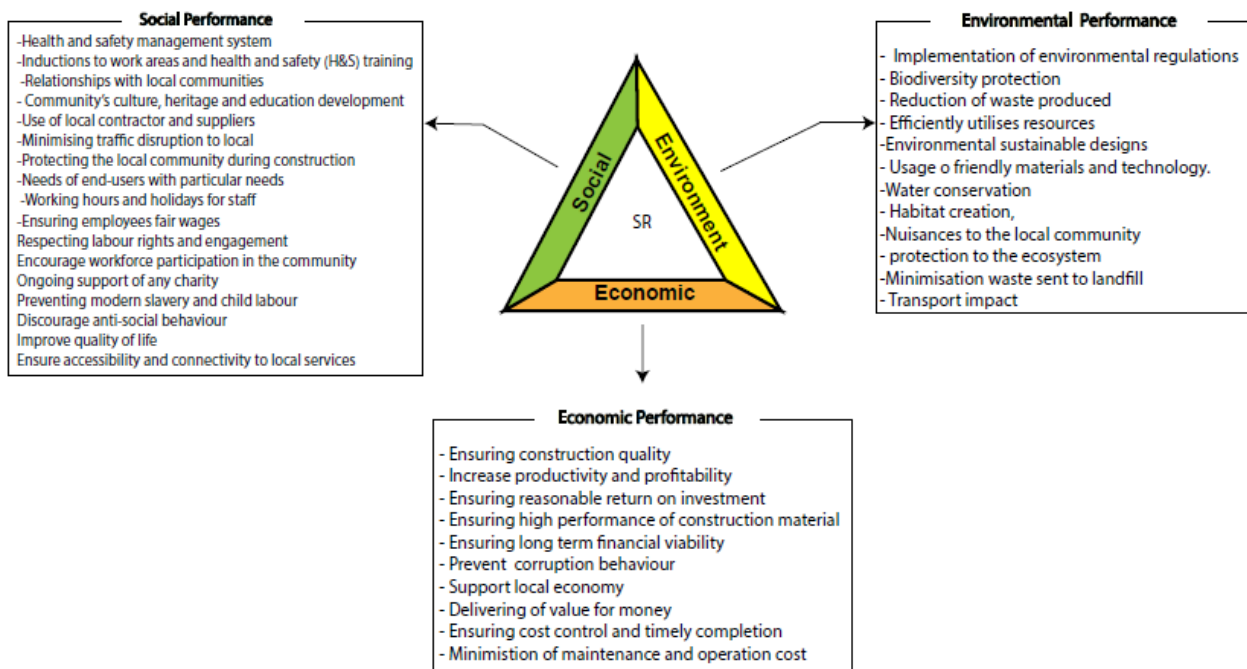 Social Performance
-Health and safety management system
-Inductions to work areas and health and safety (H&S) training
-Relationships with local communities
- Community's culture, heritage and education development
-Use of local contractor and suppliers
-Minimising traffic disruption to local
-Protecting the local community during construction
-Needs of end-users with particular needs
-Working hours and holidays for staff
-Ensuring employees fair wages
Respecting labour rights and engagement
Encourage workforce participation in the community
Ongoing support of any charity
Preventing modern slavery and child labour
Discourage anti-social behaviour
Improve quality of life
Ensure accessibility and connectivity to local services
Social
Environment
SR
Economic
Environmental Performance
- Implementation of environmental regulations
- Biodiversity protection
- Reduction of waste produced
- Efficiently utilises resources
-Environmental sustainable designs
- Usage o friendly materials and technology.
-Water conservation
- Habitat creation,
-Nuisances to the local community
- protection to the ecosystem
-Minimisation waste sent to landfill
- Transport impact
Economic Performance
- Ensuring construction quality
- Increase productivity and profitability
- Ensuring reasonable return on investment
- Ensuring high performance of construction material
- Ensuring long term financial viability
- Prevent corruption behaviour
- Support local economy
- Delivering of value for money
- Ensuring cost control and timely completion
- Minimistion of maintenance and operation cost